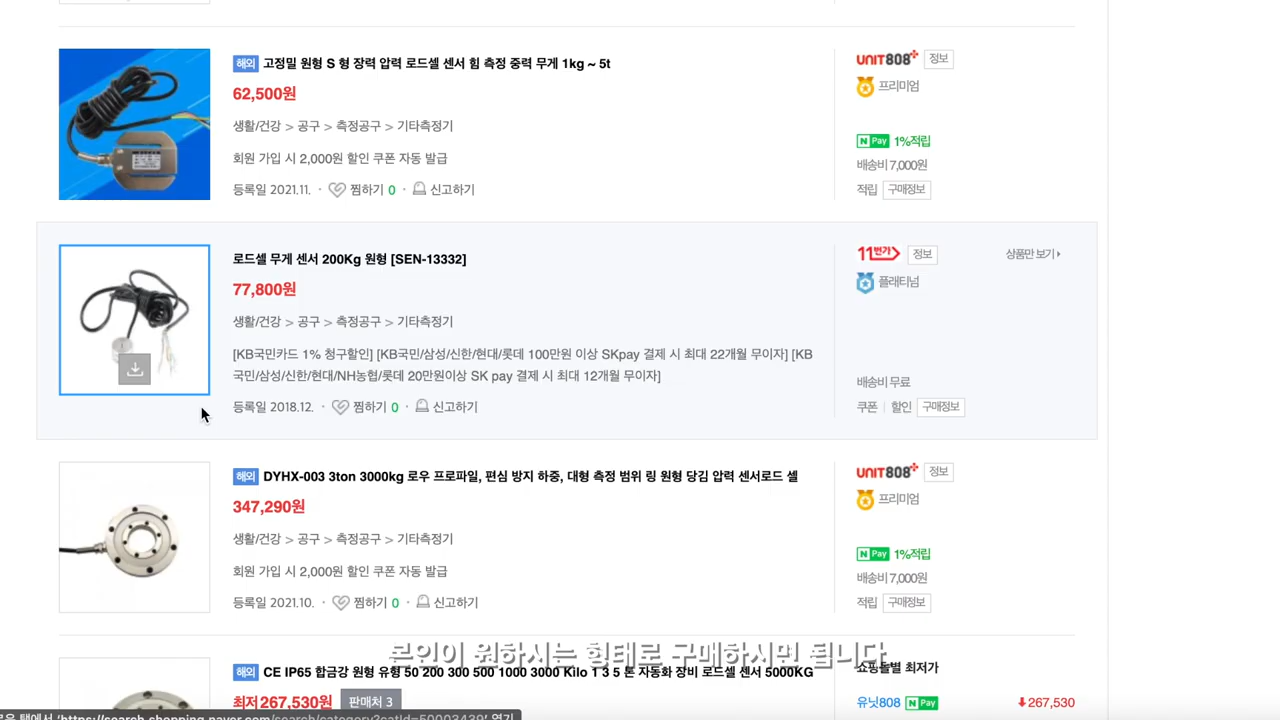 해외 고정밀 원형 S 형 장력 압력 로드셀 센서 힘 측정 중력 무게 1kg ~ 5t
62,500원
생활/건강 > 공구 > 측정공구 > 기타측정기
회원 가입 시 2,000원 할인 쿠폰 자동 발급
등록일 2021.11. · 찜하기 0 · 신고하기
UNIT808+ 정보
프리미엄
N Pay 1%적립
배송비 7,000원
적립 구매정보
로드셀 무게 센서 200Kg 원형 [SEN-13332]
77,800원
생활/건강 > 공구 > 측정공구 > 기타측정기
[KB국민카드 1% 청구할인] [KB국민/삼성/신한/현대/롯데 100만원 이상 SKpay 결제 시 최대 22개월 무이자] [KB
국민/삼성/신한/현대/NH농협/롯데 20만원이상 SK pay 결제 시 최대 12개월 무이자]
등록일 2018.12. · 찜하기 0 · 신고하기
11번가 정보 상품만 보기
플래티넘
배송비 무료
쿠폰 | 할인 구매정보
해외 DYHX-003 3ton 3000kg 로우 프로파일, 편심 방지 하중, 대형 측정 범위 링 원형 당김 압력 센서로드 셀
347,290원
생활/건강 > 공구 > 측정공구 > 기타측정기
회원 가입 시 2,000원 할인 쿠폰 자동 발급
등록일 2021.10. · 찜하기 0 · 신고하기
UNIT808+ 정보
프리미엄
N Pay 1%적립
배송비 7,000원
적립 구매정보
본인이 원하시는 형태로 구매하시면 됩니다
해외 CE IP65 합금강 원형 유형 50 200 300 500 1000 3000 Kilo 1 3 5 톤 자동화 장비 로드셀 센서 5000KG
최저 267,530원 판매처 3
쇼핑몰별 최저가
유닛808 N Pay 267,530
탭에서 'https://search.shopping.naver.com/search/category?catId=50003439' 열기